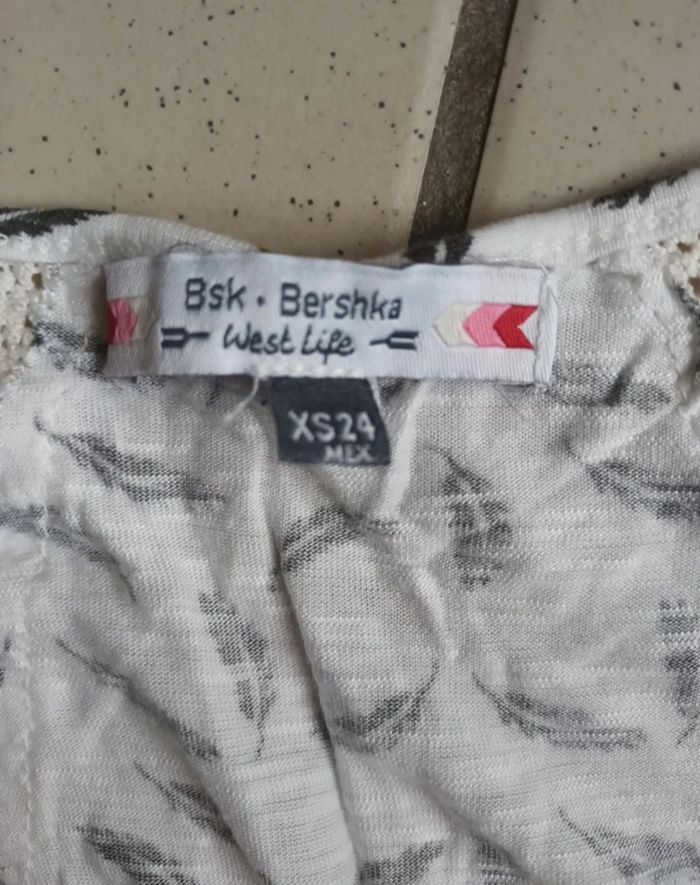 Bsk • Bershka
West Life
XS24
MEX